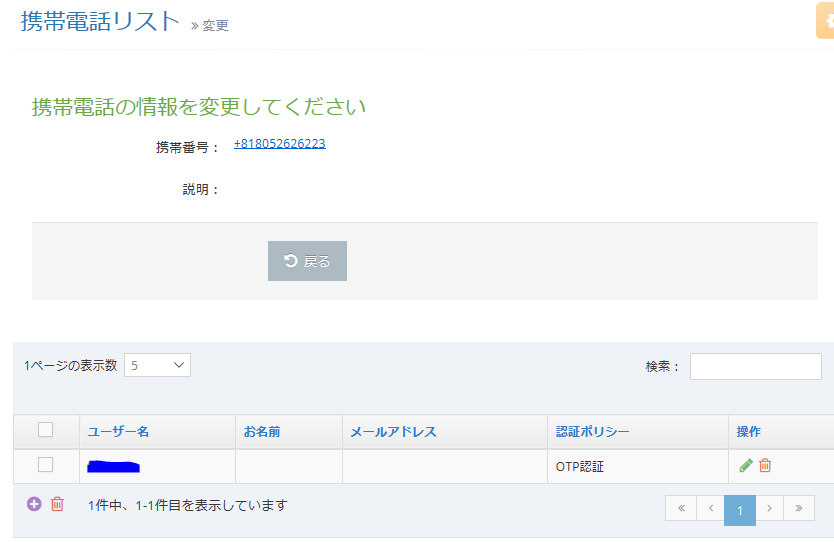 携帯電話リスト » 変更
携帯電話の情報を変更してください
携帯番号： +818052626223
説明：
戻る
1ページの表示数 5 検索：
ユーザー名 お名前 メールアドレス 認証ポリシー 操作
OTP認証
1件中、1-1件目を表示しています « ‹ 1 › »